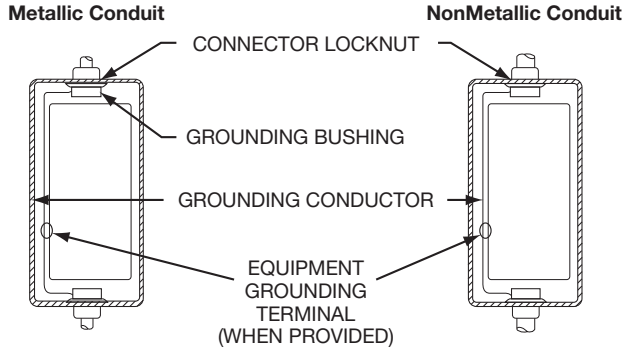 Metallic Conduit
NonMetallic Conduit
CONNECTOR LOCKNUT
GROUNDING BUSHING
GROUNDING CONDUCTOR
EQUIPMENT
GROUNDING
TERMINAL
(WHEN PROVIDED)